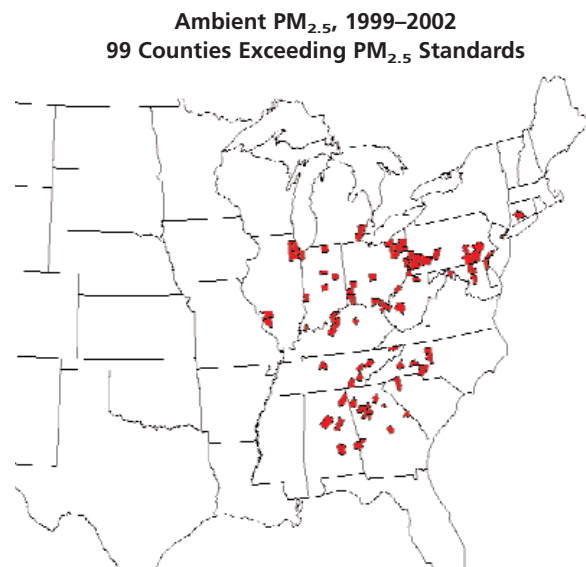 Ambient PM₂.₅, 1999–2002
99 Counties Exceeding PM₂.₅ Standards